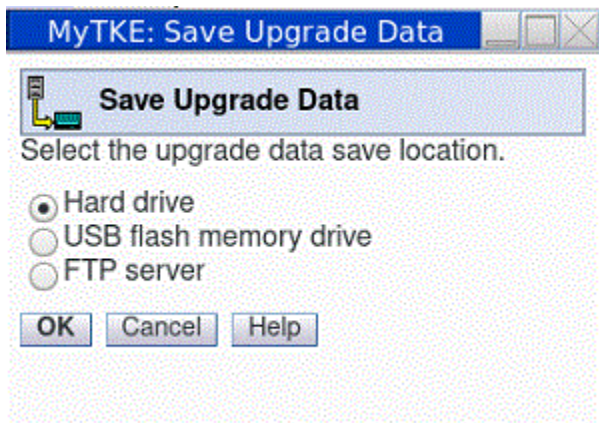 MyTKE: Save Upgrade Data
Save Upgrade Data
Select the upgrade data save location.
Hard drive
USB flash memory drive
FTP server
OK Cancel Help